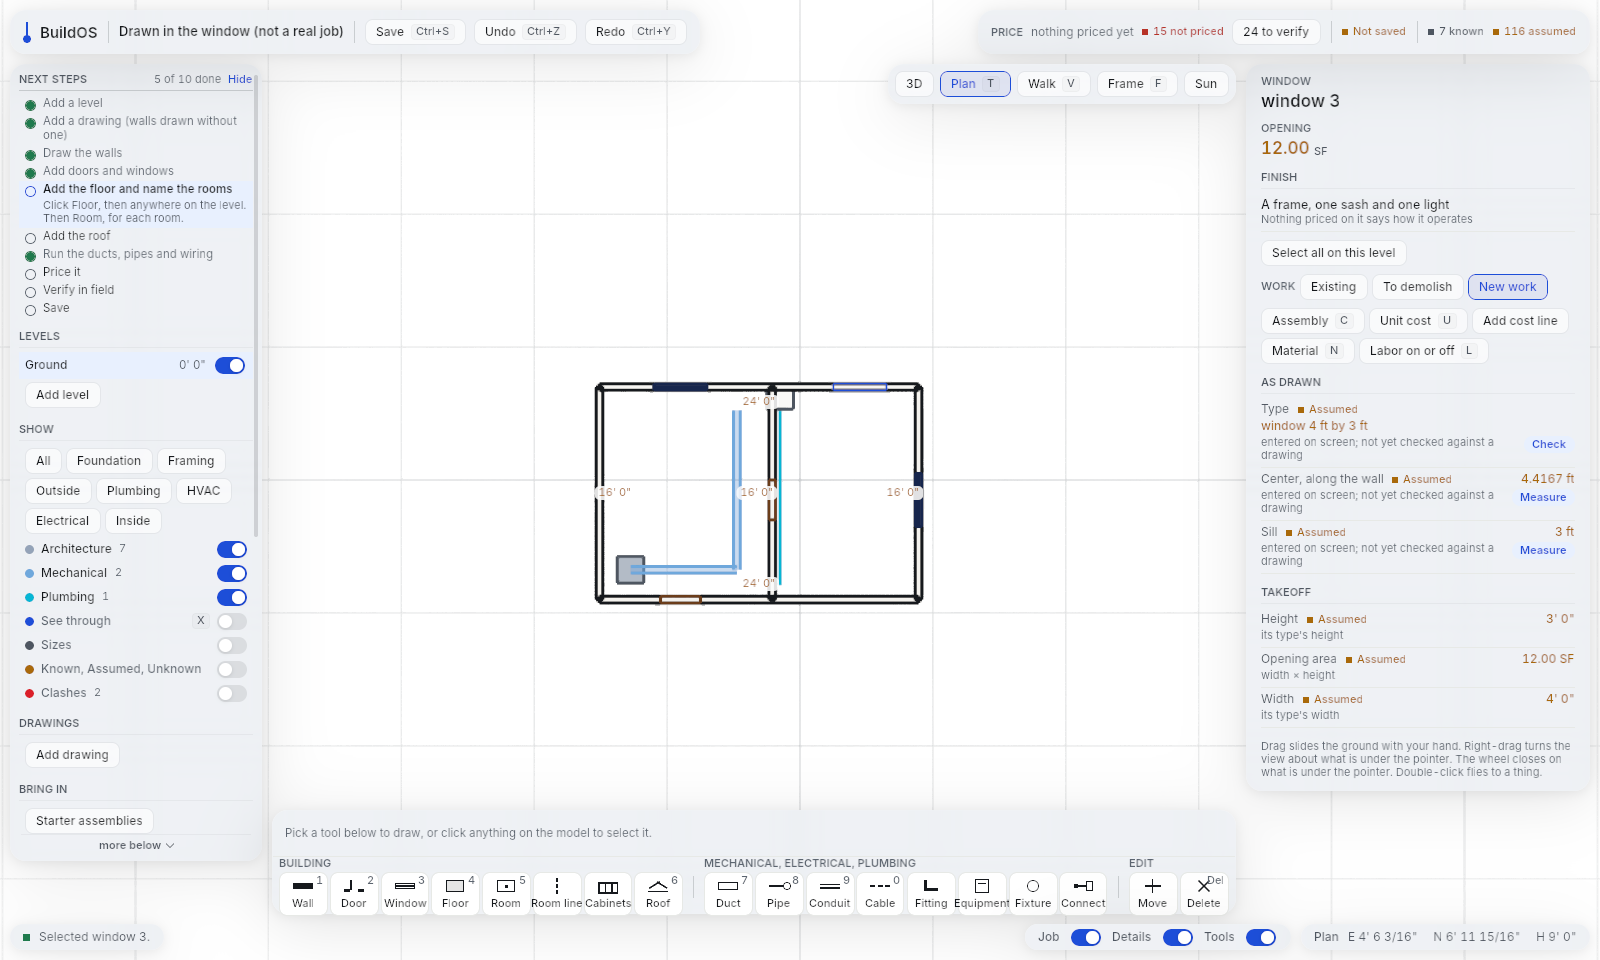 BuildOS
Drawn in the window (not a real job)
Save Ctrl+S
Undo Ctrl+Z
Redo Ctrl+Y
PRICE nothing priced yet
15 not priced
24 to verify
Not saved
7 known
116 assumed
3D
Plan T
Walk V
Frame F
Sun
NEXT STEPS 5 of 10 done Hide
Add a level
Add a drawing (walls drawn without
one)
Draw the walls
Add doors and windows
Add the floor and name the rooms
Click Floor, then anywhere on the level.
Then Room, for each room.
Add the roof
Run the ducts, pipes and wiring
Price it
Verify in field
Save
LEVELS
Ground 0' 0"
Add level
SHOW
All Foundation Framing
Outside Plumbing HVAC
Electrical Inside
Architecture 7
Mechanical 2
Plumbing 1
See through X
Sizes
Known, Assumed, Unknown
Clashes 2
DRAWINGS
Add drawing
BRING IN
Starter assemblies
more below
24' 0"
16' 0"
16' 0"
16' 0"
24' 0"
WINDOW
window 3
OPENING
12.00 SF
FINISH
A frame, one sash and one light
Nothing priced on it says how it operates
Select all on this level
WORK Existing To demolish New work
Assembly C Unit cost U Add cost line
Material N Labor on or off L
AS DRAWN
Type Assumed
window 4 ft by 3 ft
entered on screen; not yet checked against a
drawing
Check
Center, along the wall Assumed 4.4167 ft
entered on screen; not yet checked against a
drawing
Measure
Sill Assumed 3 ft
entered on screen; not yet checked against a
drawing
Measure
TAKEOFF
Height Assumed 3' 0"
its type's height
Opening area Assumed 12.00 SF
width × height
Width Assumed 4' 0"
its type's width
Drag slides the ground with your hand. Right-drag turns the
view about what is under the pointer. The wheel closes on
what is under the pointer. Double-click flies to a thing.
Pick a tool below to draw, or click anything on the model to select it.
BUILDING
Wall 1
Door 2
Window 3
Floor 4
Room 5
Room line
Cabinets
Roof 6
MECHANICAL, ELECTRICAL, PLUMBING
Duct 7
Pipe 8
Conduit 9
Cable 0
Fitting
Equipment
Fixture
Connect
EDIT
Move
Delete Del
Selected window 3.
Job Details Tools
Plan E 4' 6 3/16" N 6' 11 15/16" H 9' 0"